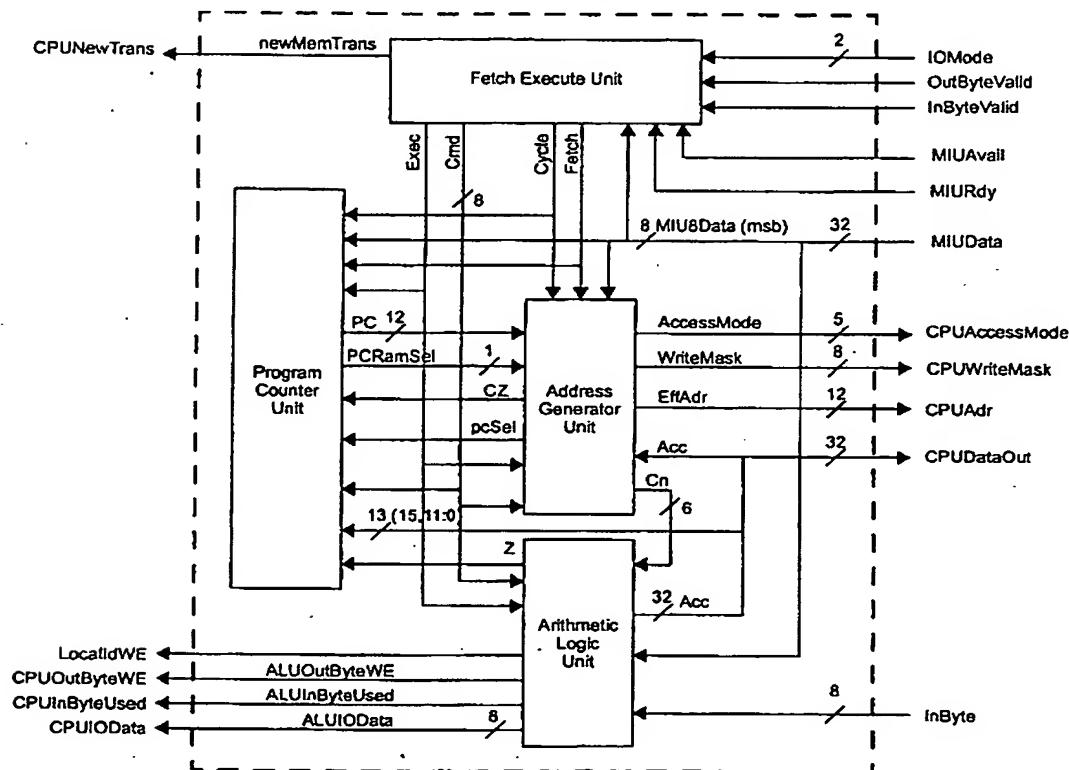 CPUNewTrans
newMemTrans
Fetch Execute Unit
2
IOMode
OutByteValid
InByteValid
MIUAvail
MIURdy
Exec
Cmd
Cycle
Fetch
8
8 MIU8Data (msb)
32
MIUData
PC 12
PCRamSel 1
CZ
pcSel
Program
Counter
Unit
Address
Generator
Unit
AccessMode
5
CPUAccessMode
WriteMask
8
CPUWriteMask
EffAdr
12
CPUAdr
Acc
32
CPUDataOut
Cn
6
13 (15,11:0)
Z
32 Acc
Arithmetic
Logic
Unit
LocalIdWE
CPUOutByteWE
ALUOutByteWE
CPUInByteUsed
ALUInByteUsed
CPUIOData
ALUIOData
8
8
InByte